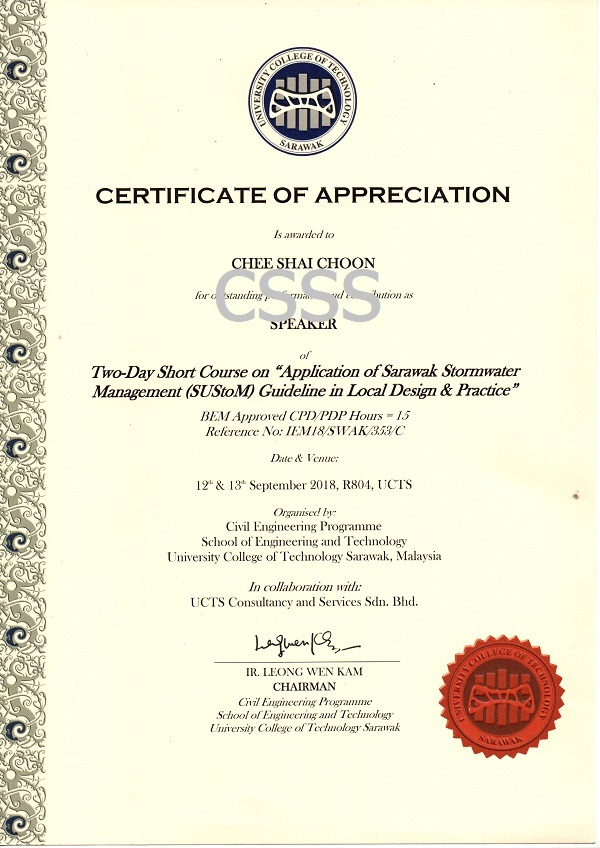 UNIVERSITY COLLEGE OF TECHNOLOGY
SARAWAK
CERTIFICATE OF APPRECIATION
Is awarded to
CHEE SHAI CHOON
for outstanding performance and contribution as
CSSS
SPEAKER
of
Two-Day Short Course on “Application of Sarawak Stormwater
Management (SUStoM) Guideline in Local Design & Practice”
BEM Approved CPD/PDP Hours = 15
Reference No: IEM18/SWAK/353/C
Date & Venue:
12th & 13th September 2018, R804, UCTS
Organised by:
Civil Engineering Programme
School of Engineering and Technology
University College of Technology Sarawak, Malaysia
In collaboration with:
UCTS Consultancy and Services Sdn. Bhd.
IR. LEONG WEN KAM
CHAIRMAN
Civil Engineering Programme
School of Engineering and Technology
University College of Technology Sarawak
UNIVERSITY COLLEGE OF TECHNOLOGY
SARAWAK